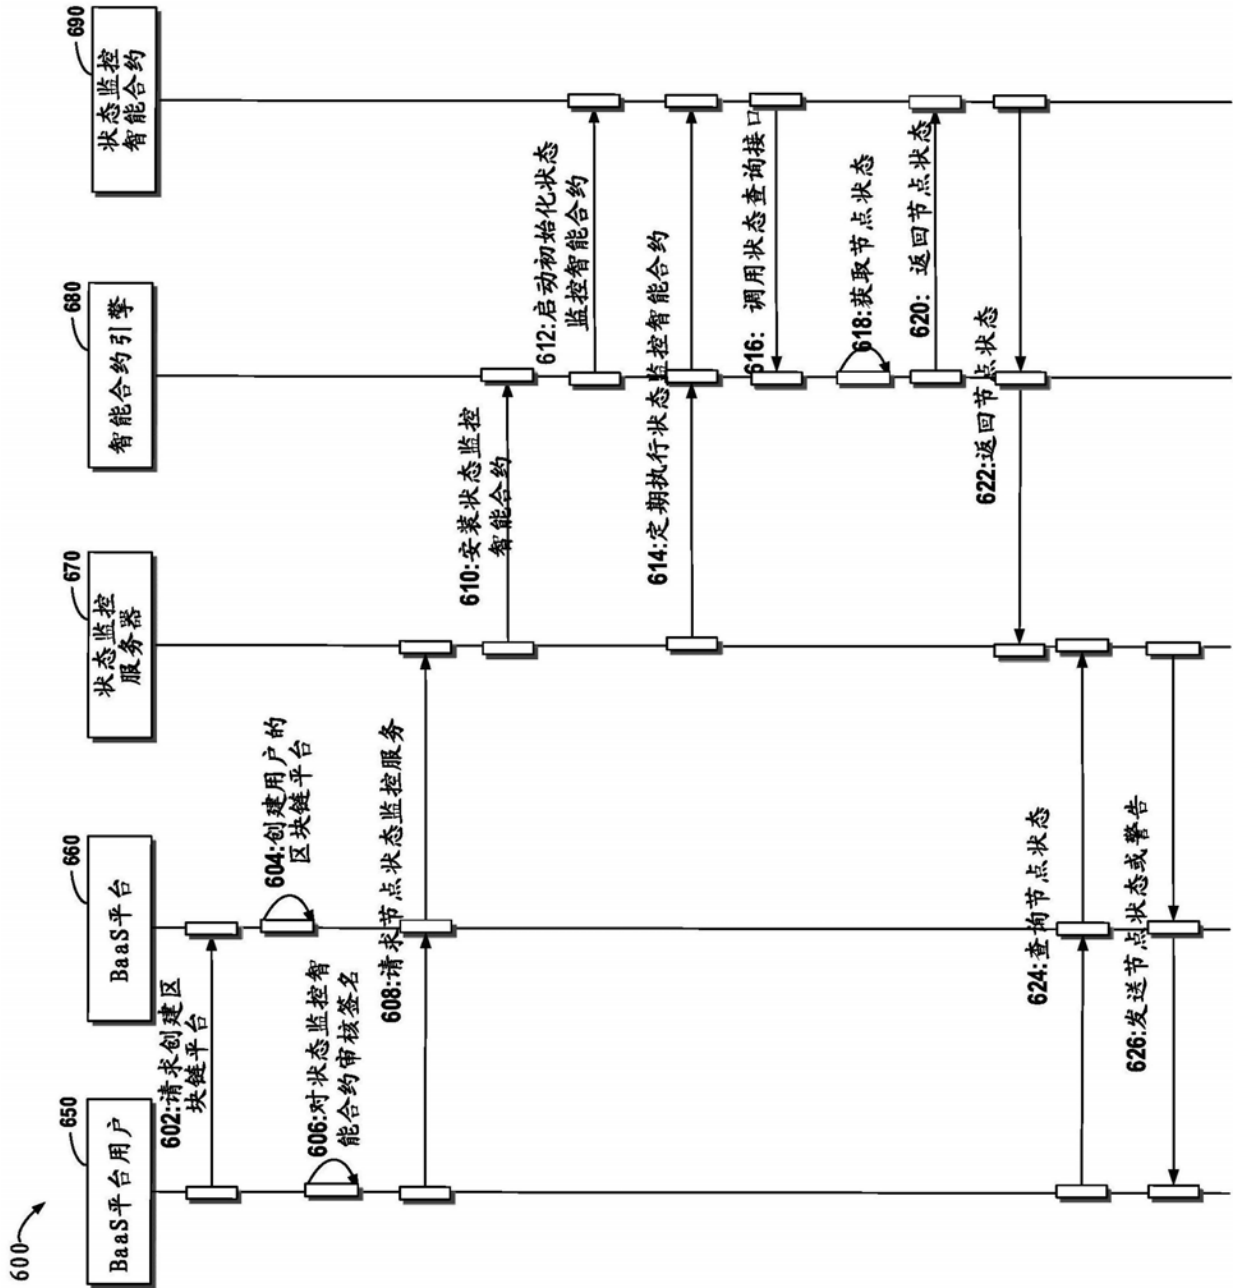 600
BaaS平台用户
650
BaaS平台
660
状态监控
服务器
670
智能合约引擎
680
状态监控
智能合约
690
602:请求创建区
块链平台
604:创建用户的
区块链平台
606:对状态监控智
能合约审核签名
608:请求节点状态监控服务
610:安装状态监控
智能合约
612:启动初始化状态
监控智能合约
614:定期执行状态监控智能合约
616: 调用状态查询接口
618:获取节点状态
620: 返回节点状态
622:返回节点状态
624:查询节点状态
626:发送节点状态或警告